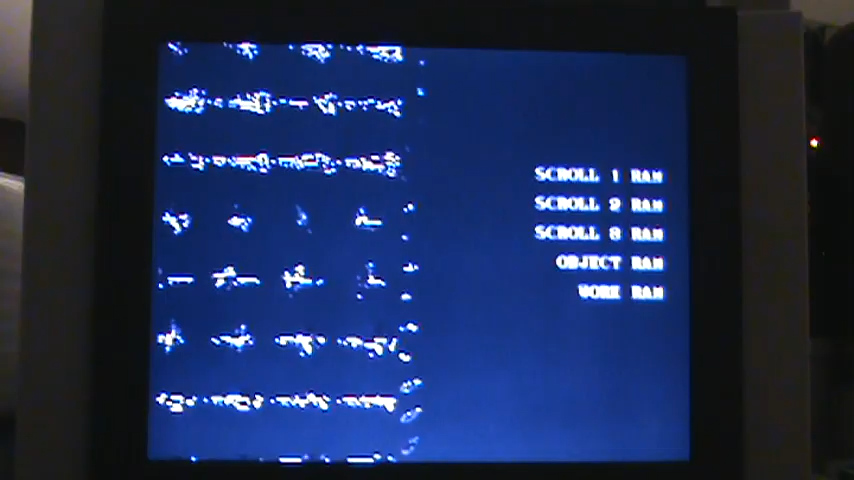 SCROLL 1 RAM
SCROLL 2 RAM
SCROLL 3 RAM
OBJECT RAM
WORK RAM